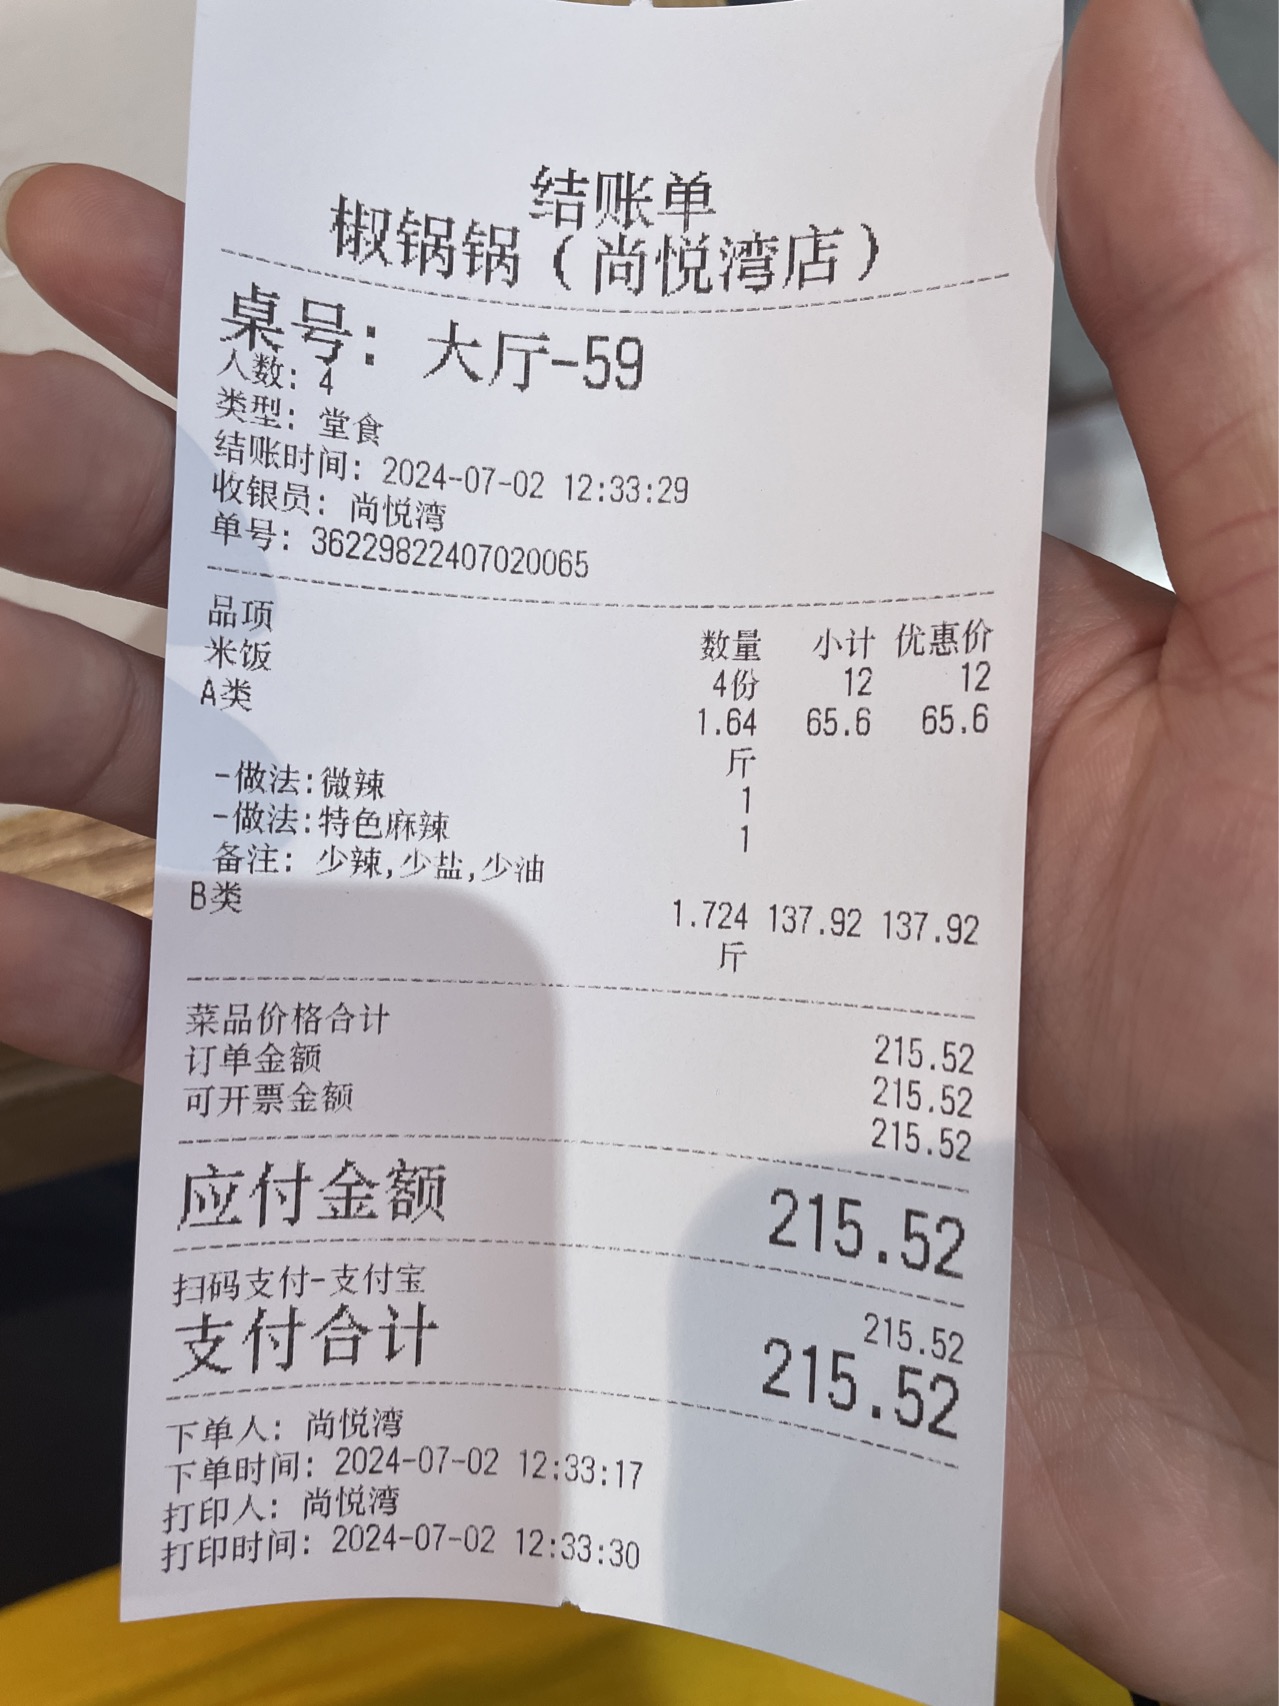 结账单
椒锅锅（尚悦湾店）
桌号：大厅-59
人数：4
类型：堂食
结账时间：2024-07-02 12:33:29
收银员：尚悦湾
单号：36229822407020065
品项 数量 小计 优惠价
米饭 4份 12 12
A类 1.64 65.6 65.6
斤
-做法:微辣 1
-做法:特色麻辣 1
备注：少辣,少盐,少油
B类 1.724 137.92 137.92
斤
菜品价格合计 215.52
订单金额 215.52
可开票金额 215.52
应付金额 215.52
扫码支付-支付宝 215.52
支付合计 215.52
下单人：尚悦湾
下单时间：2024-07-02 12:33:17
打印人：尚悦湾
打印时间：2024-07-02 12:33:30